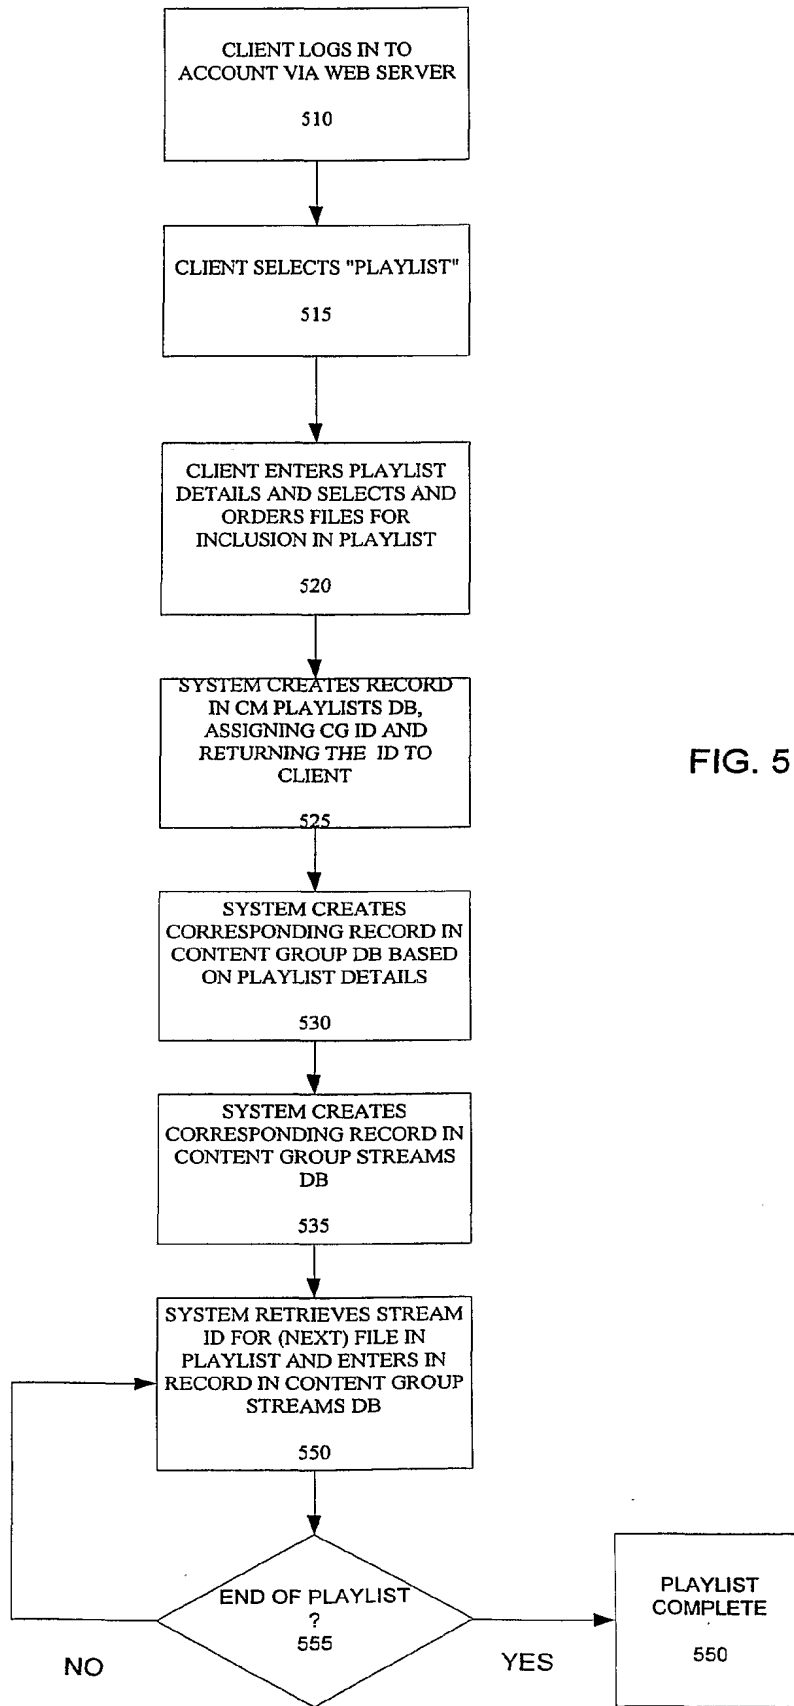 CLIENT LOGS IN TO
ACCOUNT VIA WEB SERVER
510
CLIENT SELECTS "PLAYLIST"
515
CLIENT ENTERS PLAYLIST
DETAILS AND SELECTS AND
ORDERS FILES FOR
INCLUSION IN PLAYLIST
520
SYSTEM CREATES RECORD
IN CM PLAYLISTS DB,
ASSIGNING CG ID AND
RETURNING THE ID TO
CLIENT
525
FIG. 5
SYSTEM CREATES
CORRESPONDING RECORD IN
CONTENT GROUP DB BASED
ON PLAYLIST DETAILS
530
SYSTEM CREATES
CORRESPONDING RECORD IN
CONTENT GROUP STREAMS
DB
535
SYSTEM RETRIEVES STREAM
ID FOR (NEXT) FILE IN
PLAYLIST AND ENTERS IN
RECORD IN CONTENT GROUP
STREAMS DB
550
END OF PLAYLIST
?
555
NO
YES
PLAYLIST
COMPLETE
550